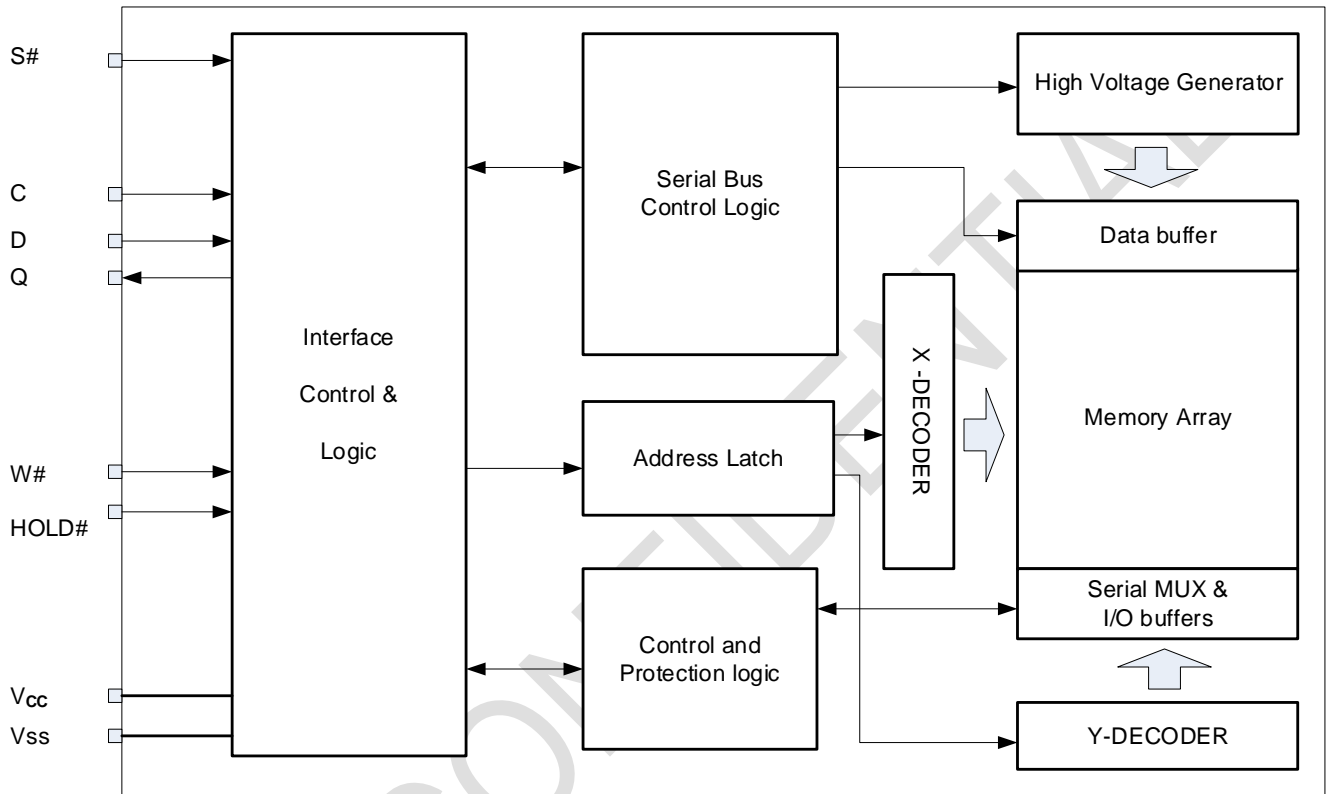 S#
C
D
Q
W#
HOLD#
Vcc
Vss
Interface
Control &
Logic
Serial Bus
Control Logic
Address Latch
Control and
Protection logic
X -DECODER
High Voltage Generator
Data buffer
Memory Array
Serial MUX &
I/O buffers
Y-DECODER
CONFIDENTIAL